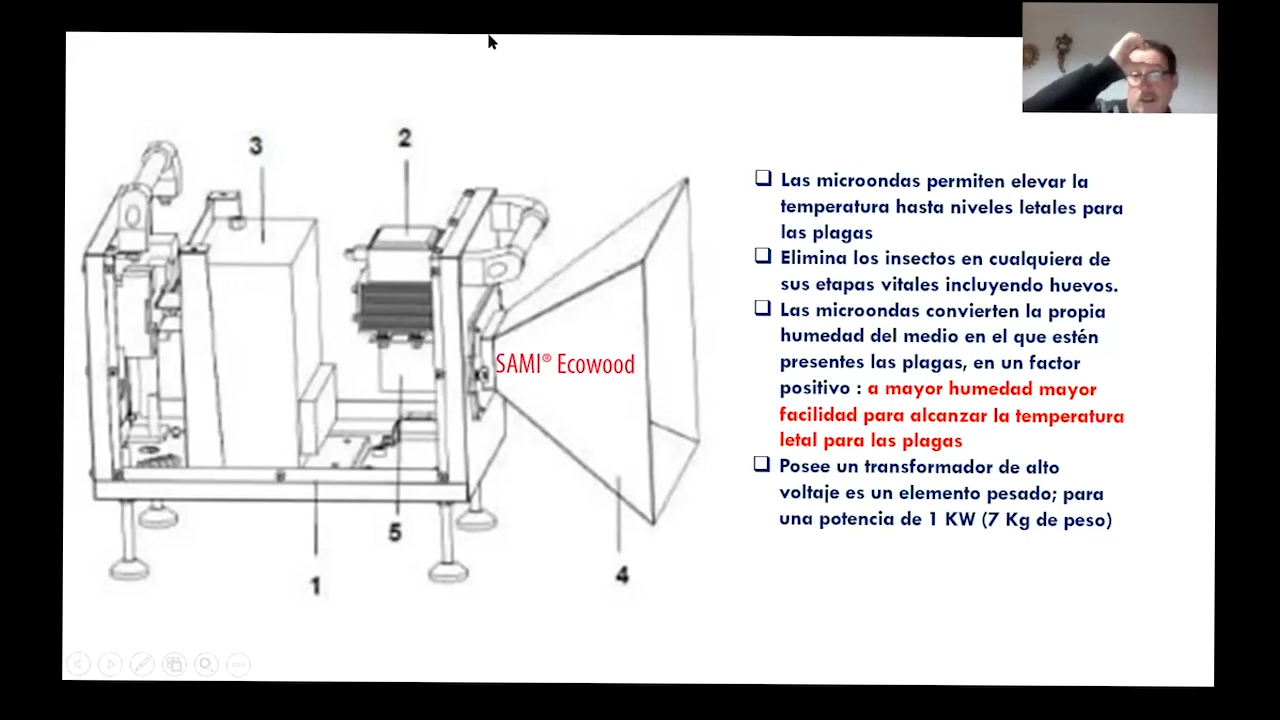 3
2
SAMI® Ecowood
5
1
4
❑ Las microondas permiten elevar la
temperatura hasta niveles letales para
las plagas
❑ Elimina los insectos en cualquiera de
sus etapas vitales incluyendo huevos.
❑ Las microondas convierten la propia
humedad del medio en el que estén
presentes las plagas, en un factor
positivo : a mayor humedad mayor
facilidad para alcanzar la temperatura
letal para las plagas
❑ Posee un transformador de alto
voltaje es un elemento pesado; para
una potencia de 1 KW (7 Kg de peso)